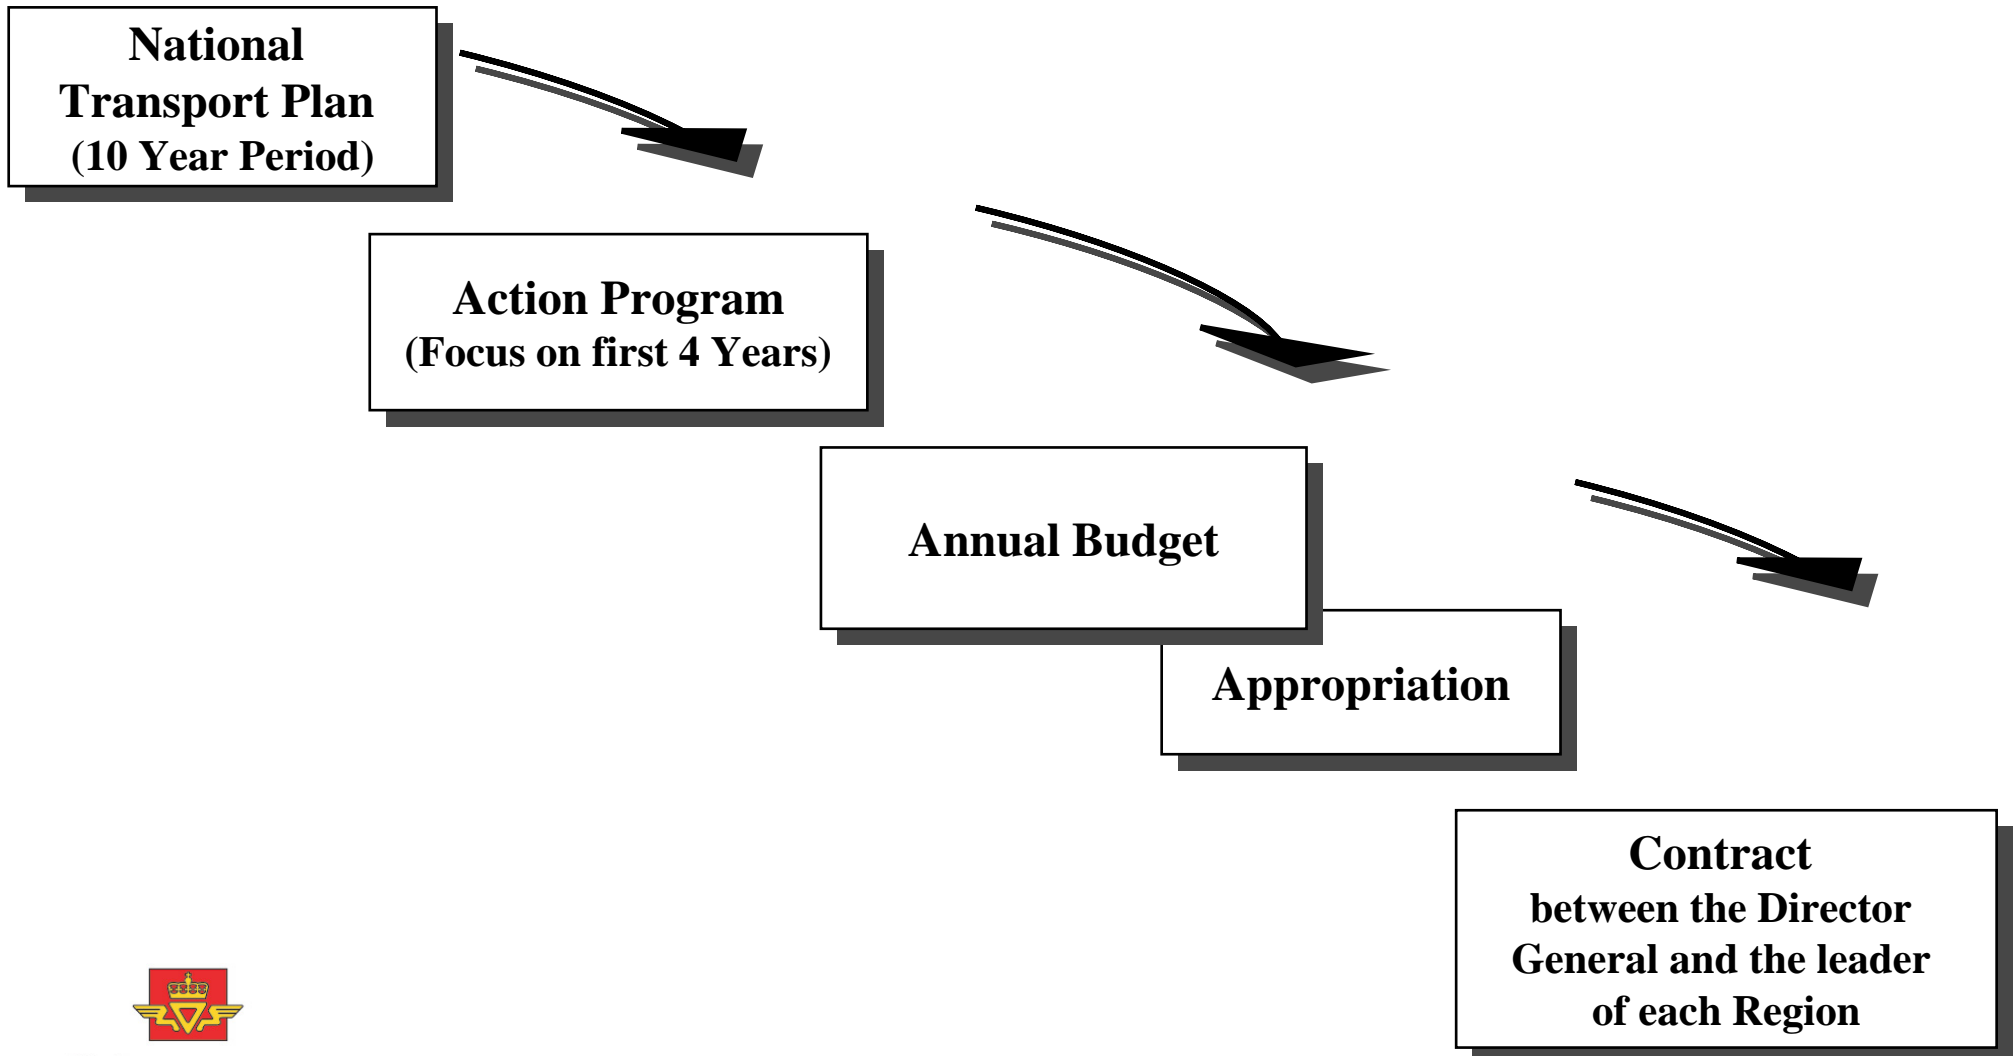 National
Transport Plan
(10 Year Period)
Action Program
(Focus on first 4 Years)
Annual Budget
Appropriation
Contract
between the Director
General and the leader
of each Region